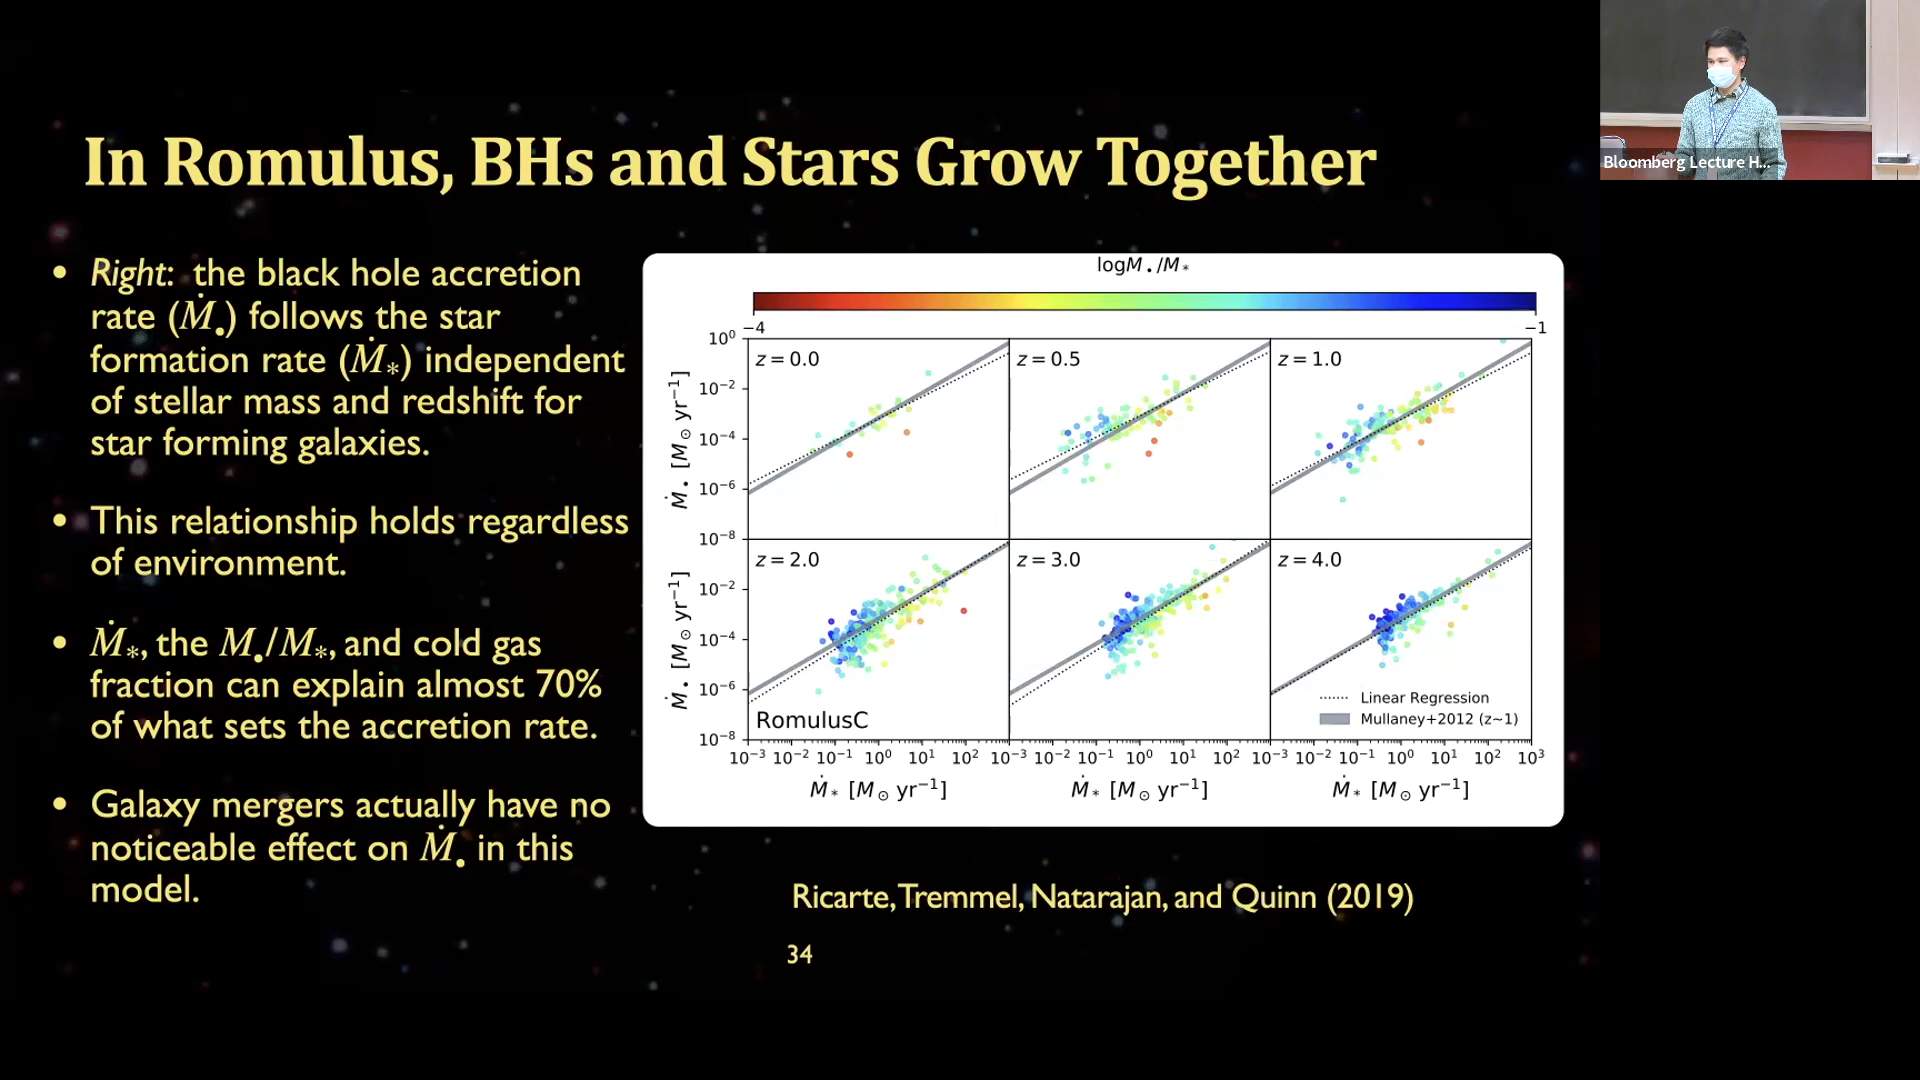 In Romulus, BHs and Stars Grow Together
Bloomberg Lecture H...
• Right: the black hole accretion
rate (Ṁ•) follows the star
formation rate (Ṁ*) independent
of stellar mass and redshift for
star forming galaxies.
• This relationship holds regardless
of environment.
• Ṁ*, the M•/M*, and cold gas
fraction can explain almost 70%
of what sets the accretion rate.
• Galaxy mergers actually have no
noticeable effect on Ṁ• in this
model.
logM•/M*
−4 −1
10⁰
10⁻²
10⁻⁴
10⁻⁶
10⁻⁸
Ṁ• [M⊙ yr⁻¹]
z = 0.0 z = 0.5 z = 1.0
z = 2.0 z = 3.0 z = 4.0
10⁻²
10⁻⁴
10⁻⁶
10⁻⁸
Ṁ• [M⊙ yr⁻¹]
RomulusC
Linear Regression
Mullaney+2012 (z~1)
10⁻³ 10⁻² 10⁻¹ 10⁰ 10¹ 10² 10⁻³ 10⁻² 10⁻¹ 10⁰ 10¹ 10² 10⁻³ 10⁻² 10⁻¹ 10⁰ 10¹ 10² 10³
Ṁ* [M⊙ yr⁻¹] Ṁ* [M⊙ yr⁻¹] Ṁ* [M⊙ yr⁻¹]
Ricarte, Tremmel, Natarajan, and Quinn (2019)
34